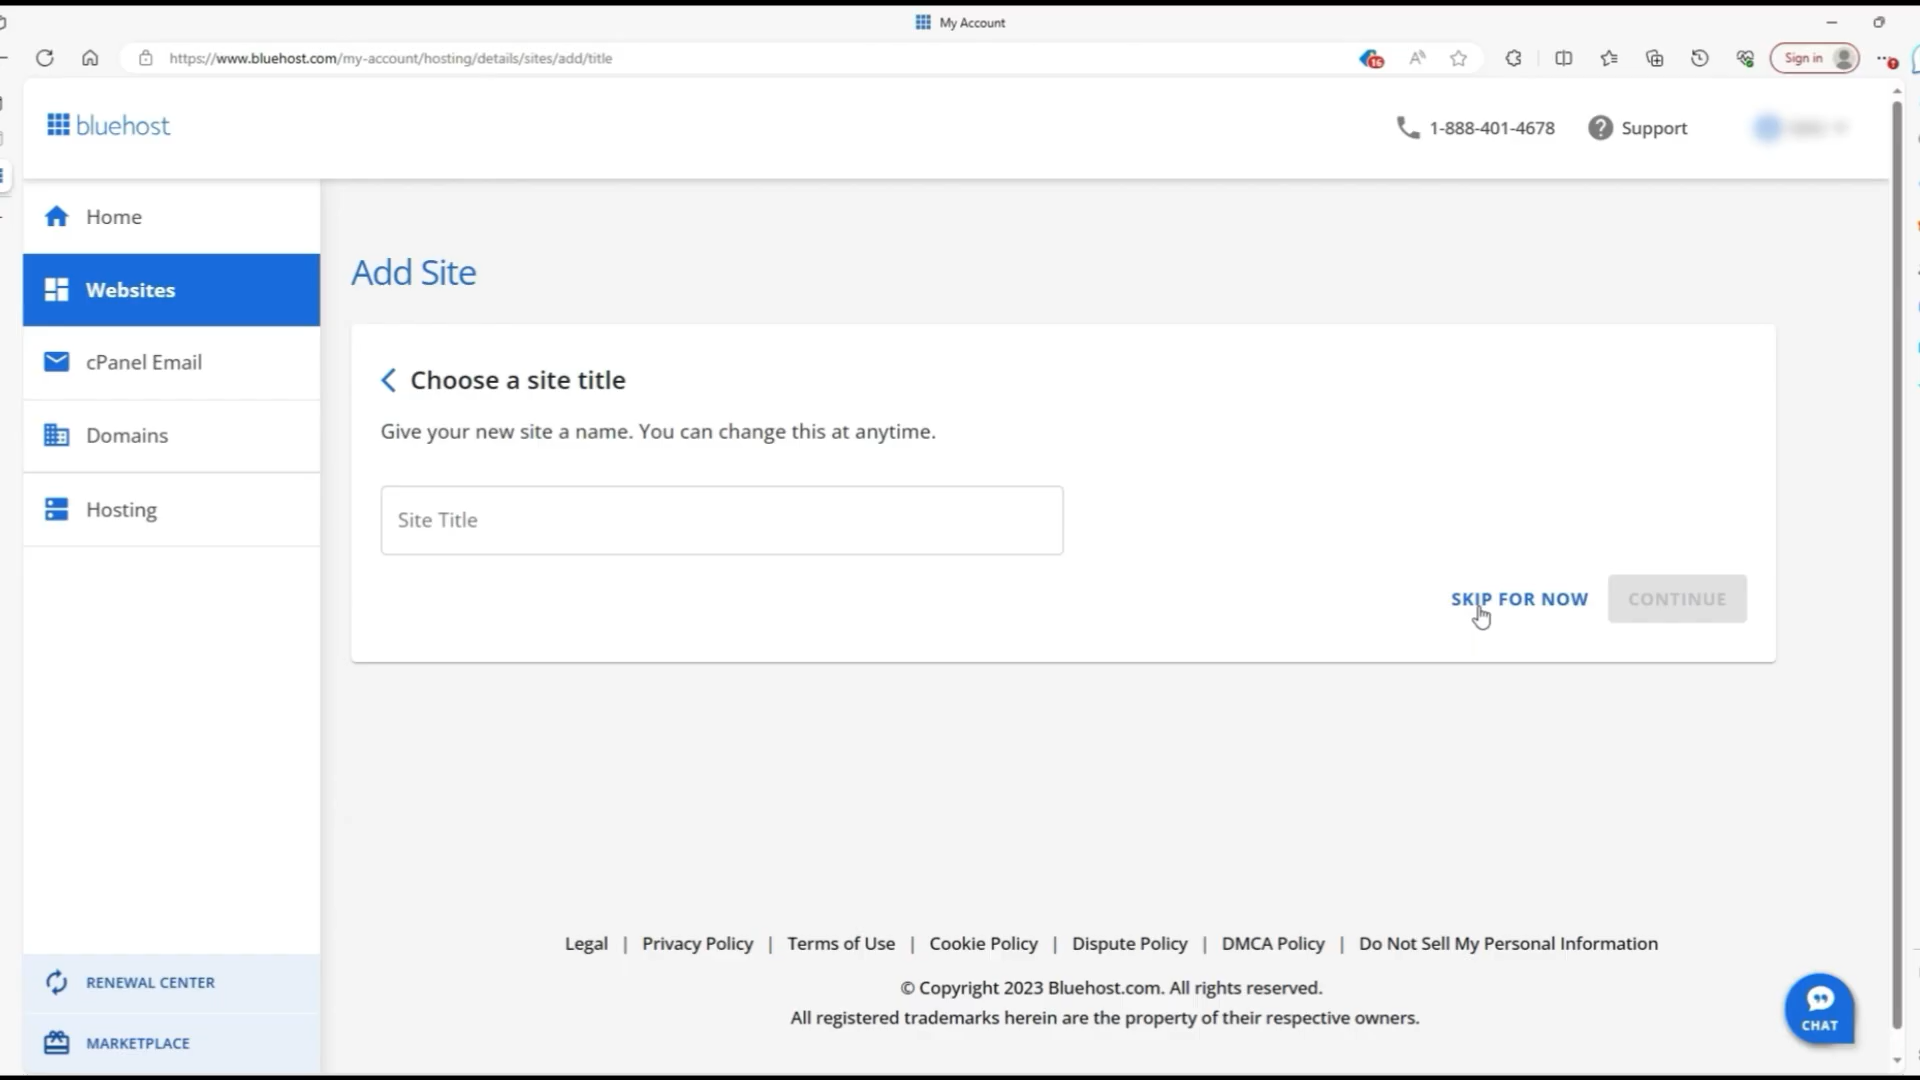 My Account
https://www.bluehost.com/my-account/hosting/details/sites/add/title
16
Sign in
bluehost
1-888-401-4678
Support
Home
Websites
cPanel Email
Domains
Hosting
Add Site
Choose a site title
Give your new site a name. You can change this at anytime.
Site Title
SKIP FOR NOW
CONTINUE
Legal | Privacy Policy | Terms of Use | Cookie Policy | Dispute Policy | DMCA Policy | Do Not Sell My Personal Information
© Copyright 2023 Bluehost.com. All rights reserved.
All registered trademarks herein are the property of their respective owners.
RENEWAL CENTER
MARKETPLACE
CHAT